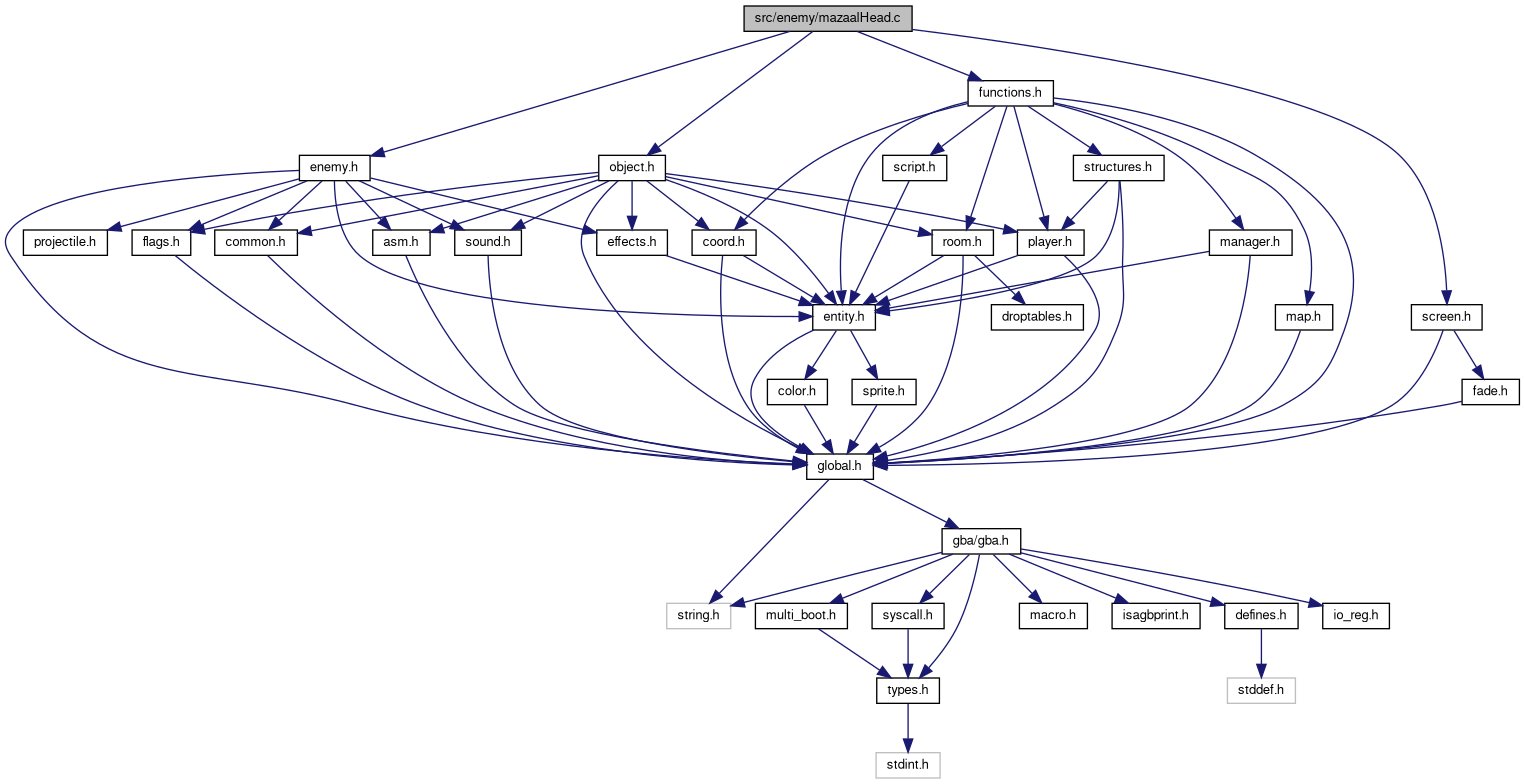 src/enemy/mazaalHead.c
functions.h
enemy.h
object.h
script.h
structures.h
projectile.h
flags.h
common.h
asm.h
sound.h
effects.h
coord.h
room.h
player.h
manager.h
entity.h
droptables.h
map.h
screen.h
color.h
sprite.h
fade.h
global.h
gba/gba.h
string.h
multi_boot.h
syscall.h
macro.h
isagbprint.h
defines.h
io_reg.h
types.h
stddef.h
stdint.h